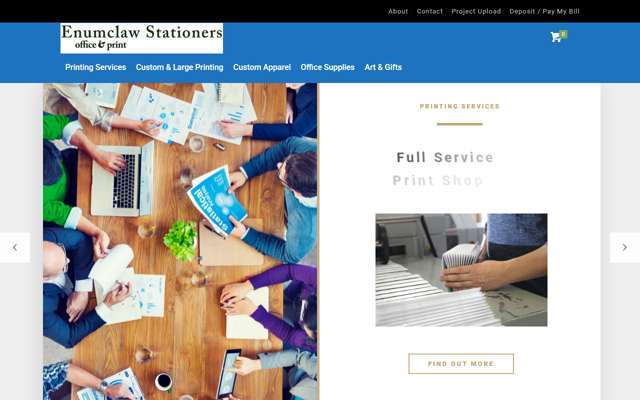 About Contact Project Upload Deposit / Pay My Bill
Enumclaw Stationers
office & print
0
Printing Services Custom & Large Printing Custom Apparel Office Supplies Art & Gifts
PRINTING SERVICES
Full Service
Print Shop
Statistical
FIND OUT MORE